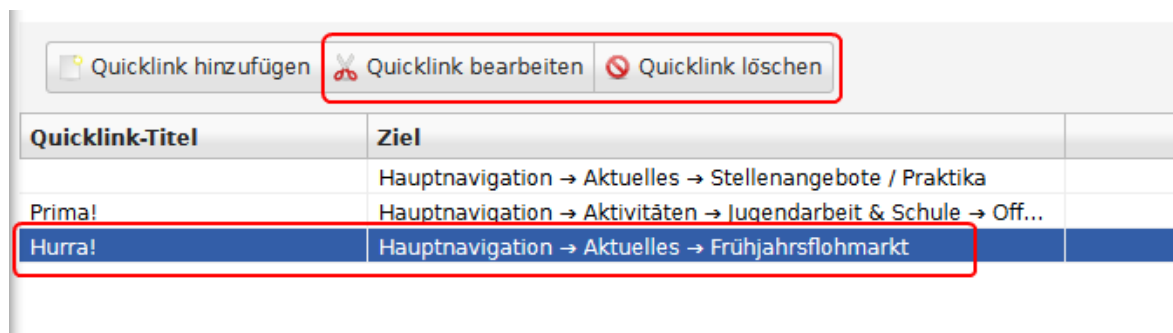 Quicklink hinzufügen Quicklink bearbeiten Quicklink löschen
Quicklink-Titel Ziel
Hauptnavigation → Aktuelles → Stellenangebote / Praktika
Prima! Hauptnavigation → Aktivitäten → Jugendarbeit & Schule → Off...
Hurra! Hauptnavigation → Aktuelles → Frühjahrsflohmarkt